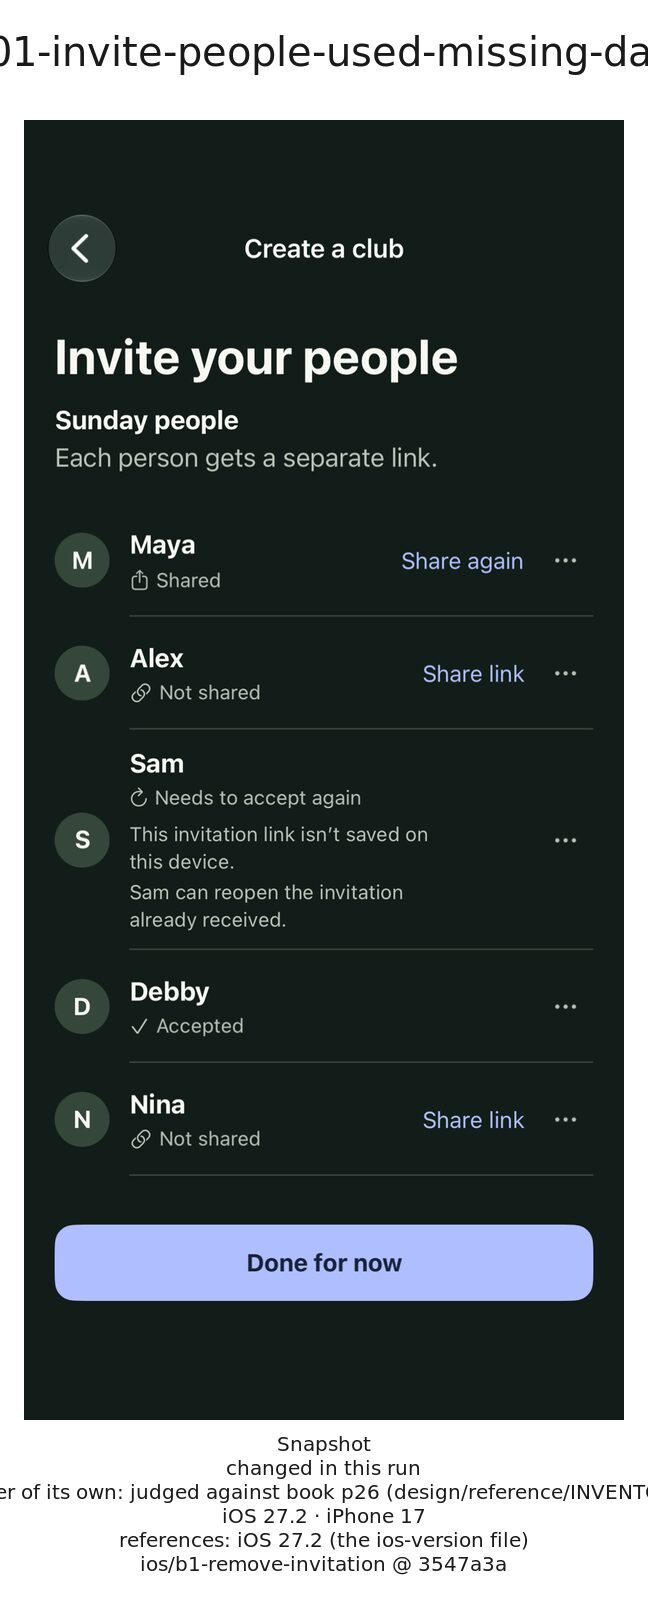 01-invite-people-used-missing-da
Create a club
Invite your people
Sunday people
Each person gets a separate link.
M
Maya
Shared
Share again
A
Alex
Not shared
Share link
S
Sam
Needs to accept again
This invitation link isn’t saved on
this device.
Sam can reopen the invitation
already received.
D
Debby
Accepted
N
Nina
Not shared
Share link
Done for now
Snapshot
changed in this run
er of its own: judged against book p26 (design/reference/INVENTO
iOS 27.2 · iPhone 17
references: iOS 27.2 (the ios-version file)
ios/b1-remove-invitation @ 3547a3a